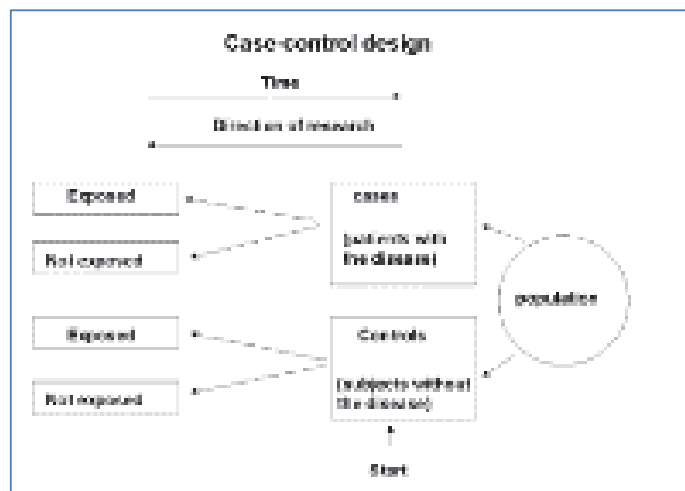 Case-control design
Time
Direction of research
Exposed
cases
Not exposed
(patients with
the disease)
population
Exposed
Controls
Not exposed
(subjects without
the disease)
Start